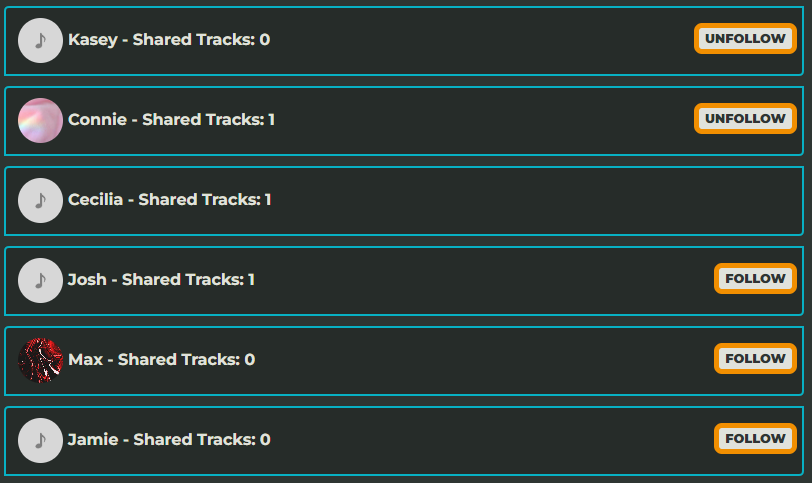 Kasey - Shared Tracks: 0 UNFOLLOW
Connie - Shared Tracks: 1 UNFOLLOW
Cecilia - Shared Tracks: 1
Josh - Shared Tracks: 1 FOLLOW
Max - Shared Tracks: 0 FOLLOW
Jamie - Shared Tracks: 0 FOLLOW